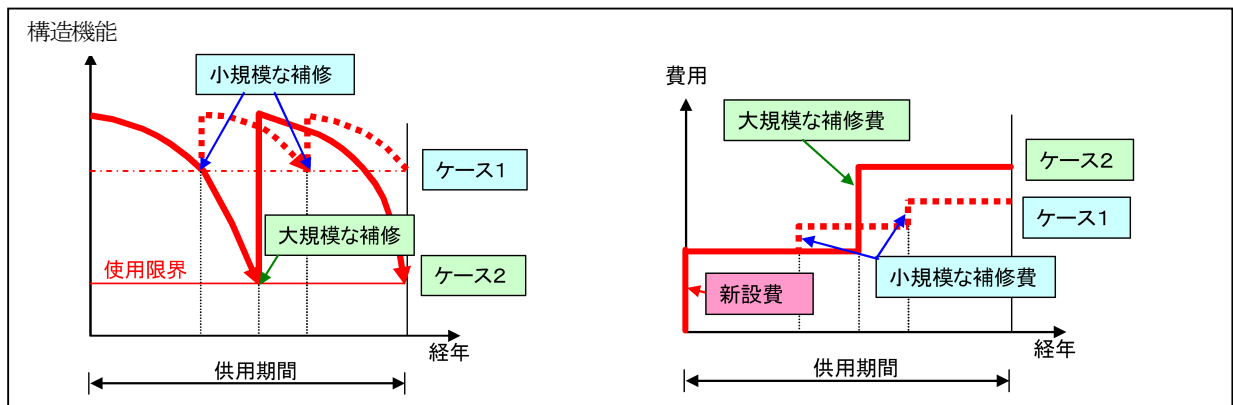 構造機能
小規模な補修
ケース1
大規模な補修
使用限界
ケース2
経年
供用期間
費用
大規模な補修費
ケース2
ケース1
小規模な補修費
新設費
経年
供用期間